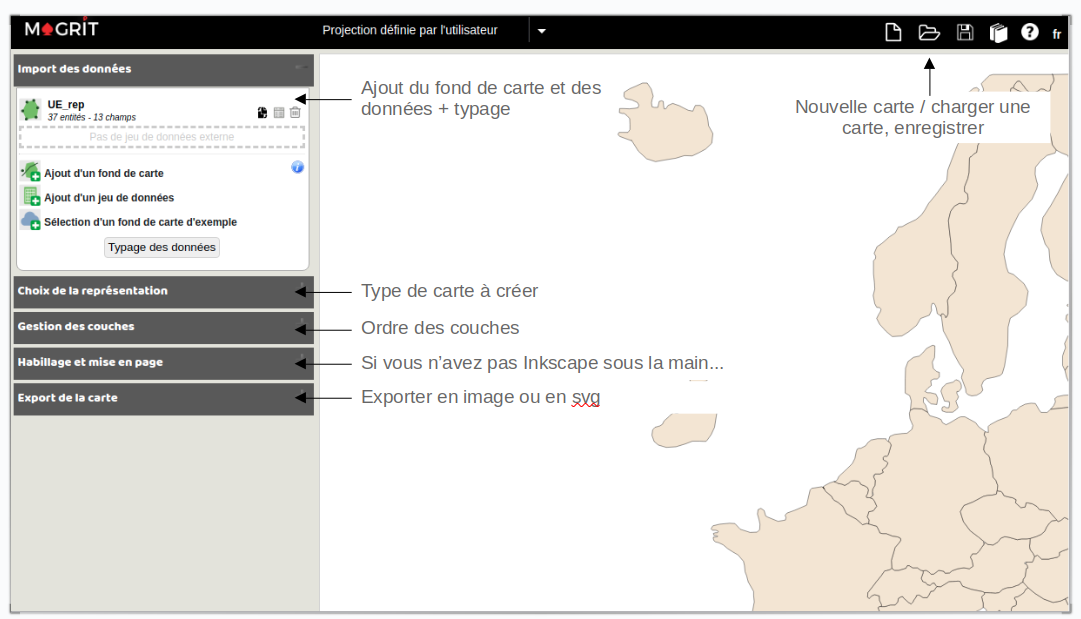 MAGRIT
Projection définie par l'utilisateur
fr
Import des données
UE_rep
37 entités - 13 champs
Pas de jeu de données externe
Ajout d'un fond de carte
Ajout d'un jeu de données
Sélection d'un fond de carte d'exemple
Typage des données
Choix de la représentation
Gestion des couches
Habillage et mise en page
Export de la carte
Ajout du fond de carte et des
données + typage
Nouvelle carte / charger une
carte, enregistrer
Type de carte à créer
Ordre des couches
Si vous n'avez pas Inkscape sous la main...
Exporter en image ou en svg